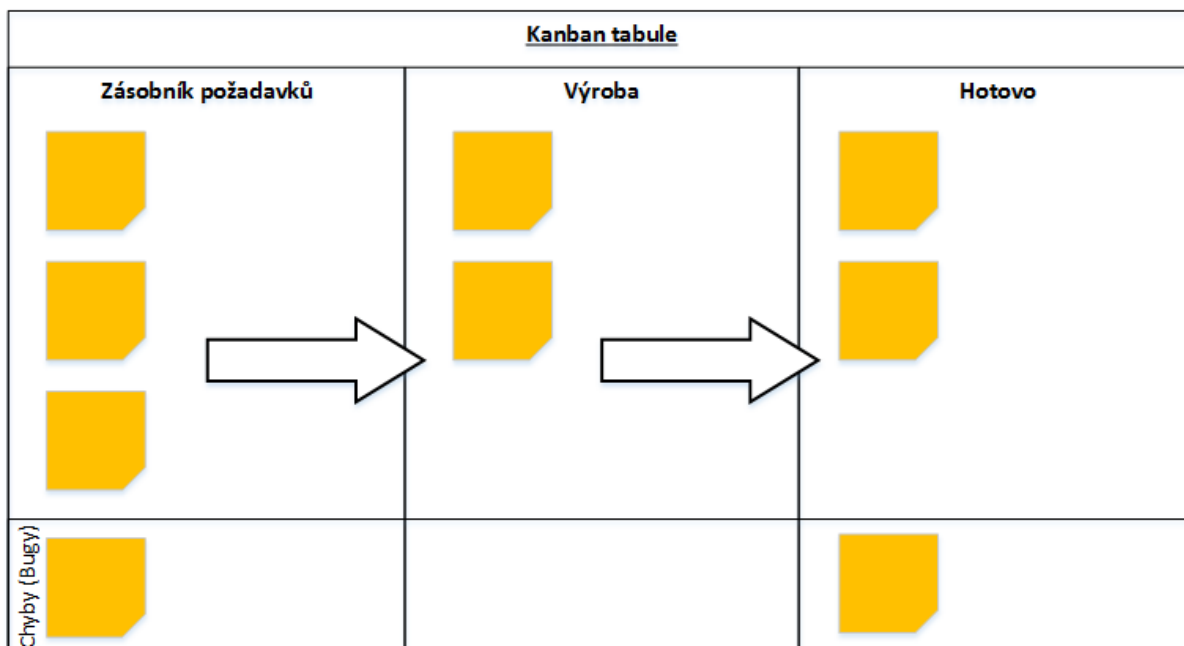 Kanban tabule
Zásobník požadavků
Výroba
Hotovo
Chyby (Bugy)